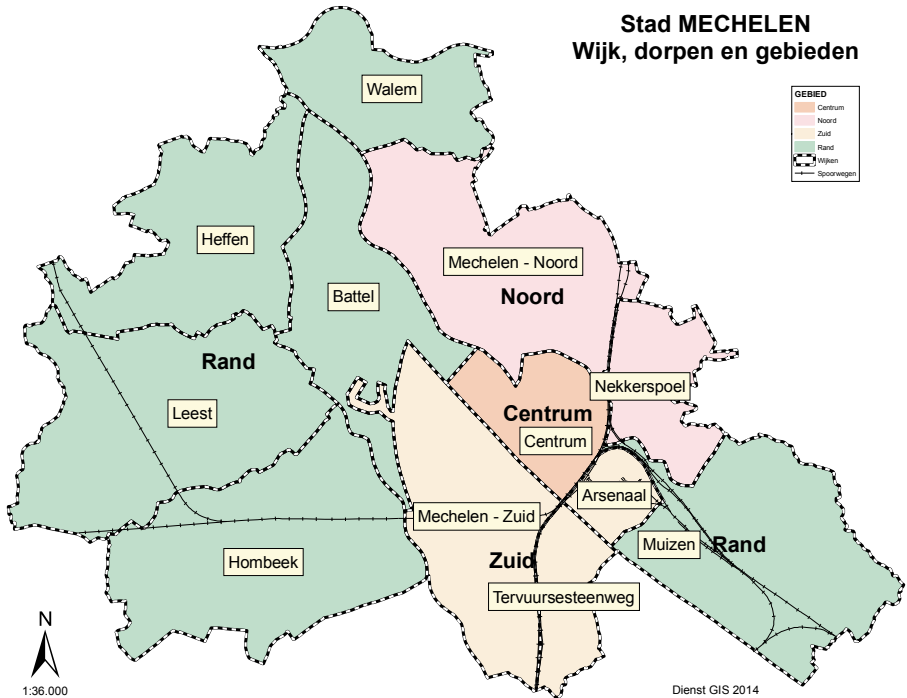 Stad MECHELEN
Wijk, dorpen en gebieden
GEBIED
Centrum
Noord
Zuid
Rand
Wijken
Spoorwegen
Walem
Heffen
Mechelen - Noord
Battel
Noord
Rand
Nekkerspoel
Leest
Centrum
Centrum
Arsenaal
Mechelen - Zuid
Muizen
Rand
Hombeek
Zuid
Tervuursesteenweg
N
1:36.000
Dienst GIS 2014